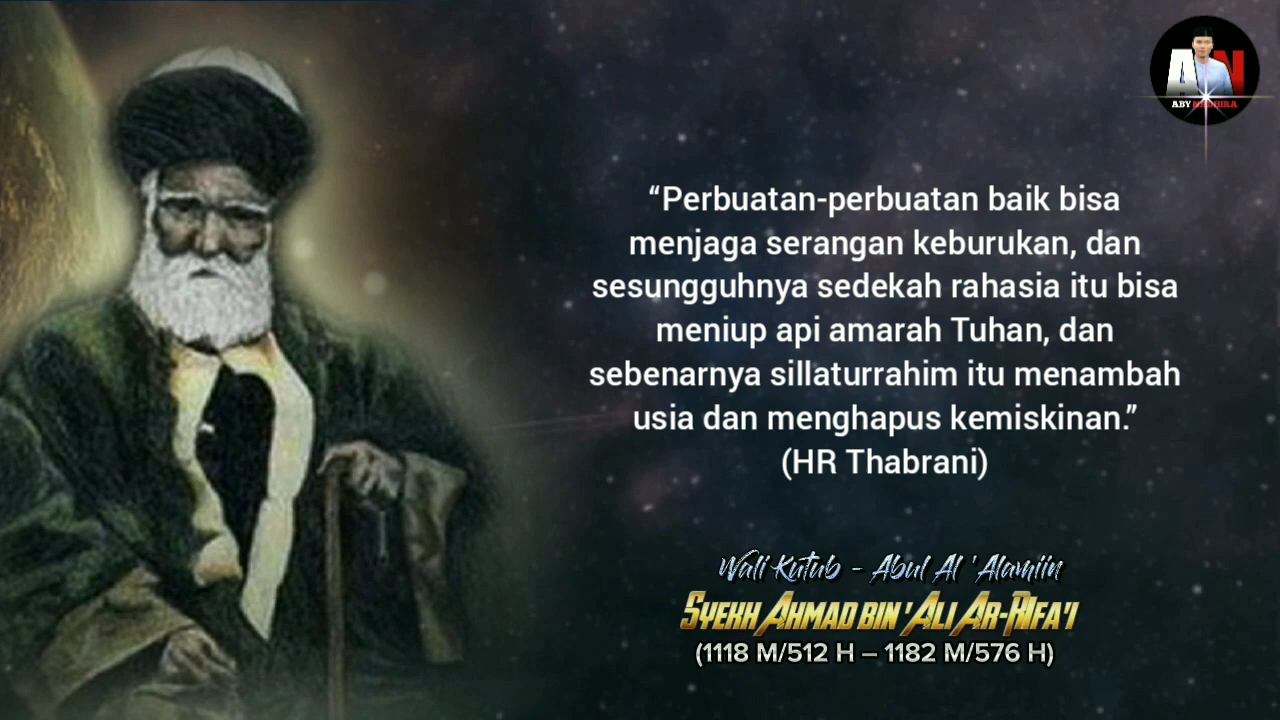 AN
ABY NADHIRA
“Perbuatan-perbuatan baik bisa
menjaga serangan keburukan, dan
sesungguhnya sedekah rahasia itu bisa
meniup api amarah Tuhan, dan
sebenarnya sillaturrahim itu menambah
usia dan menghapus kemiskinan.”
(HR Thabrani)
Wali Kutub - Abul Al 'Alamiin
Syekh Ahmad bin 'Ali Ar-Rifa'i
(1118 M/512 H – 1182 M/576 H)